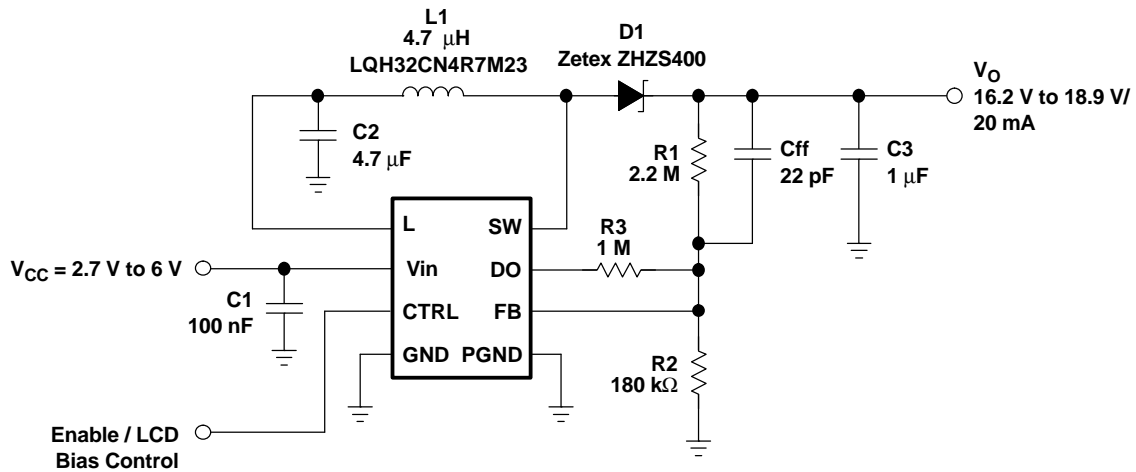 L1
4.7 μH
LQH32CN4R7M23
D1
Zetex ZHZS400
V_O
16.2 V to 18.9 V/
20 mA
C2
4.7 μF
R1
2.2 M
Cff
22 pF
C3
1 μF
L
SW
R3
1 M
V_CC = 2.7 V to 6 V
Vin
DO
C1
100 nF
CTRL
FB
GND
PGND
R2
180 kΩ
Enable / LCD
Bias Control